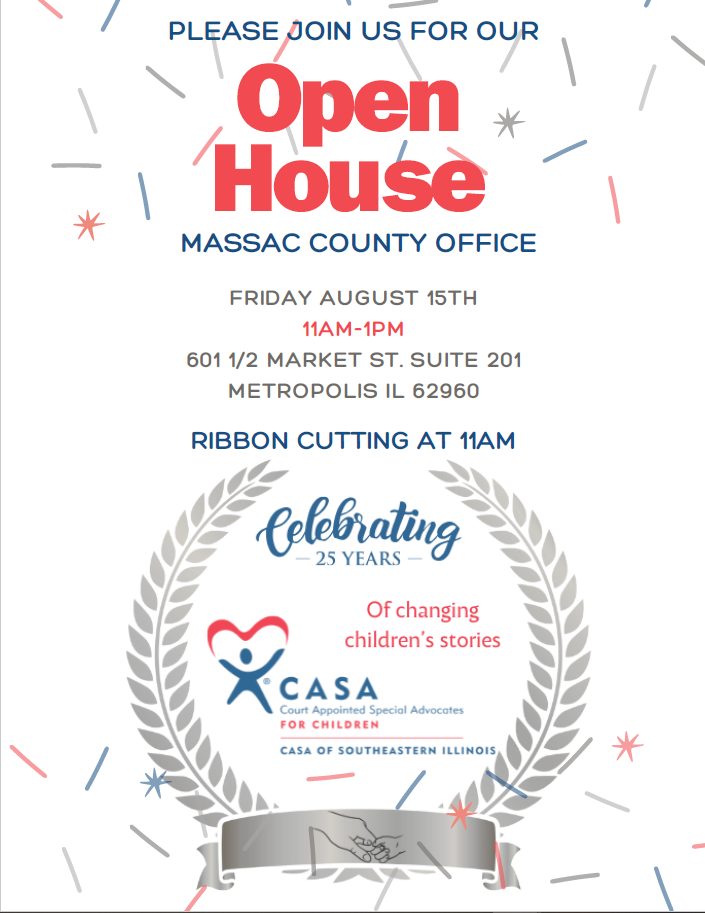 PLEASE JOIN US FOR OUR
Open
House
MASSAC COUNTY OFFICE
FRIDAY AUGUST 15TH
11AM-1PM
601 1/2 MARKET ST. SUITE 201
METROPOLIS IL 62960
RIBBON CUTTING AT 11AM
Celebrating
– 25 YEARS –
Of changing
children's stories
®CASA
Court Appointed Special Advocates
FOR CHILDREN
CASA OF SOUTHEASTERN ILLINOIS